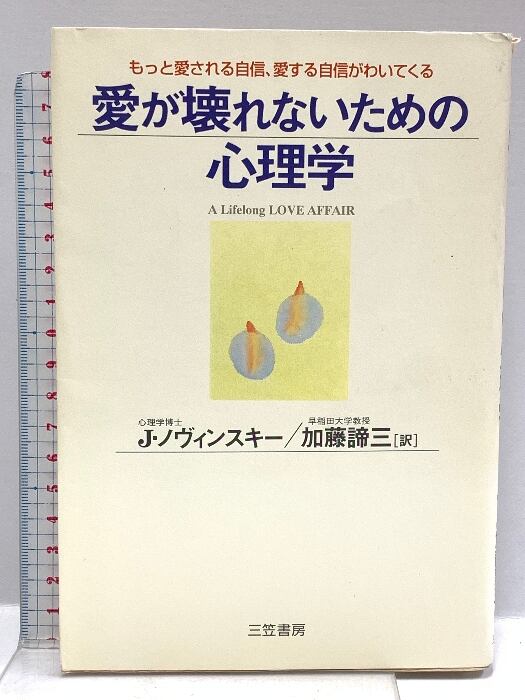 もっと愛される自信、愛する自信がわいてくる
愛が壊れないための
心理学
A Lifelong LOVE AFFAIR
心理学博士
早稲田大学教授
J・ノヴィンスキー/加藤諦三[訳]
三笠書房